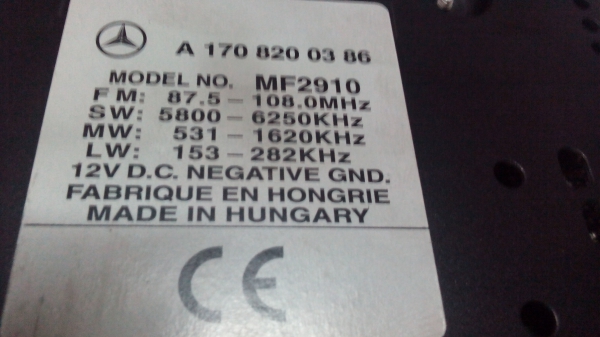 A 170 820 03 86
MODEL NO. MF2910
FM: 87.5 – 108.0MHz
SW: 5800 – 6250KHz
MW: 531 – 1620KHz
LW: 153 – 282KHz
12V D.C. NEGATIVE GND.
FABRIQUE EN HONGRIE
MADE IN HUNGARY
CE